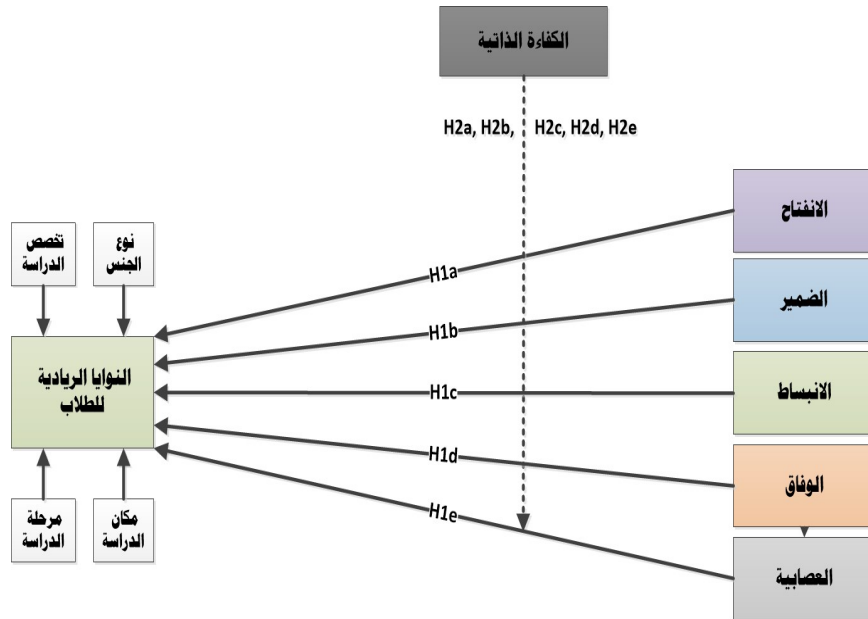 الكفاءة الذاتية
H2a, H2b,
H2c, H2d, H2e
الانفتاح
الضمير
الانبساط
الوفاق
العصابية
H1a
H1b
H1c
H1d
H1e
نوع
الجنس
تخصص
الدراسة
النوايا الريادية
للطلاب
مكان
الدراسة
مرحلة
الدراسة